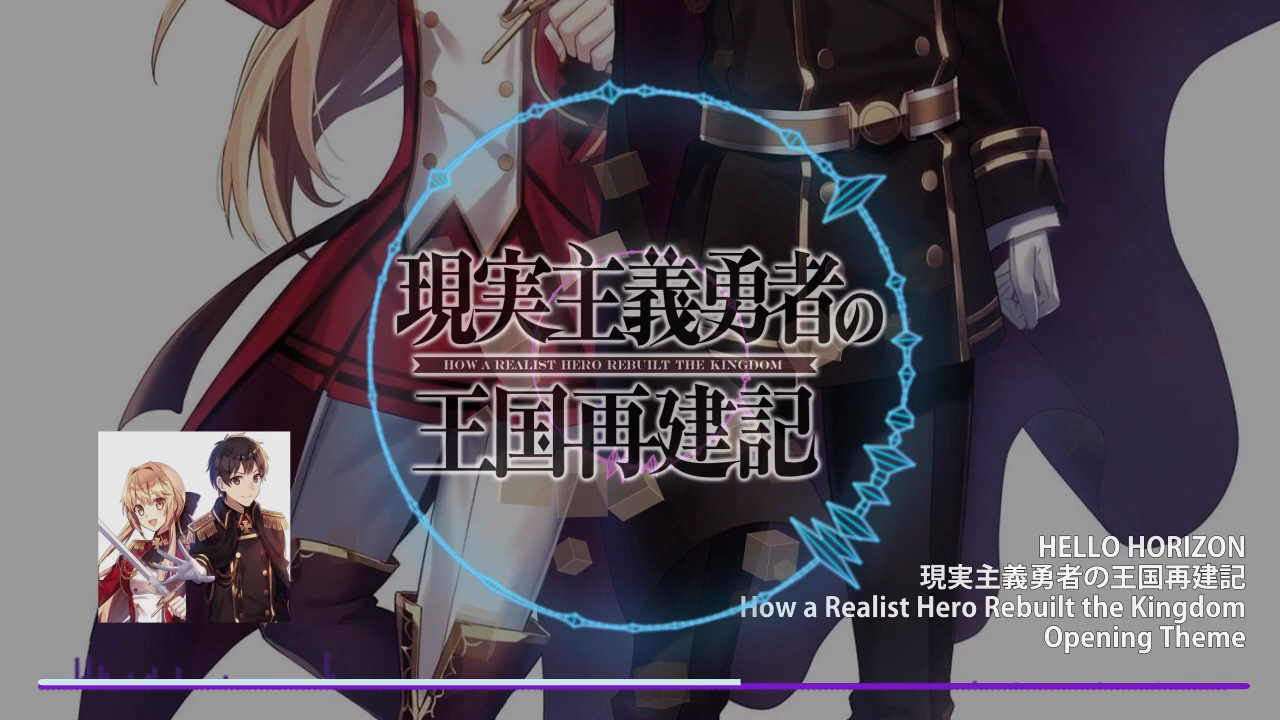 現実主義勇者の
HOW A REALIST HERO REBUILT THE KINGDOM
王国再建記
HELLO HORIZON
現実主義勇者の王国再建記
How a Realist Hero Rebuilt the Kingdom
Opening Theme